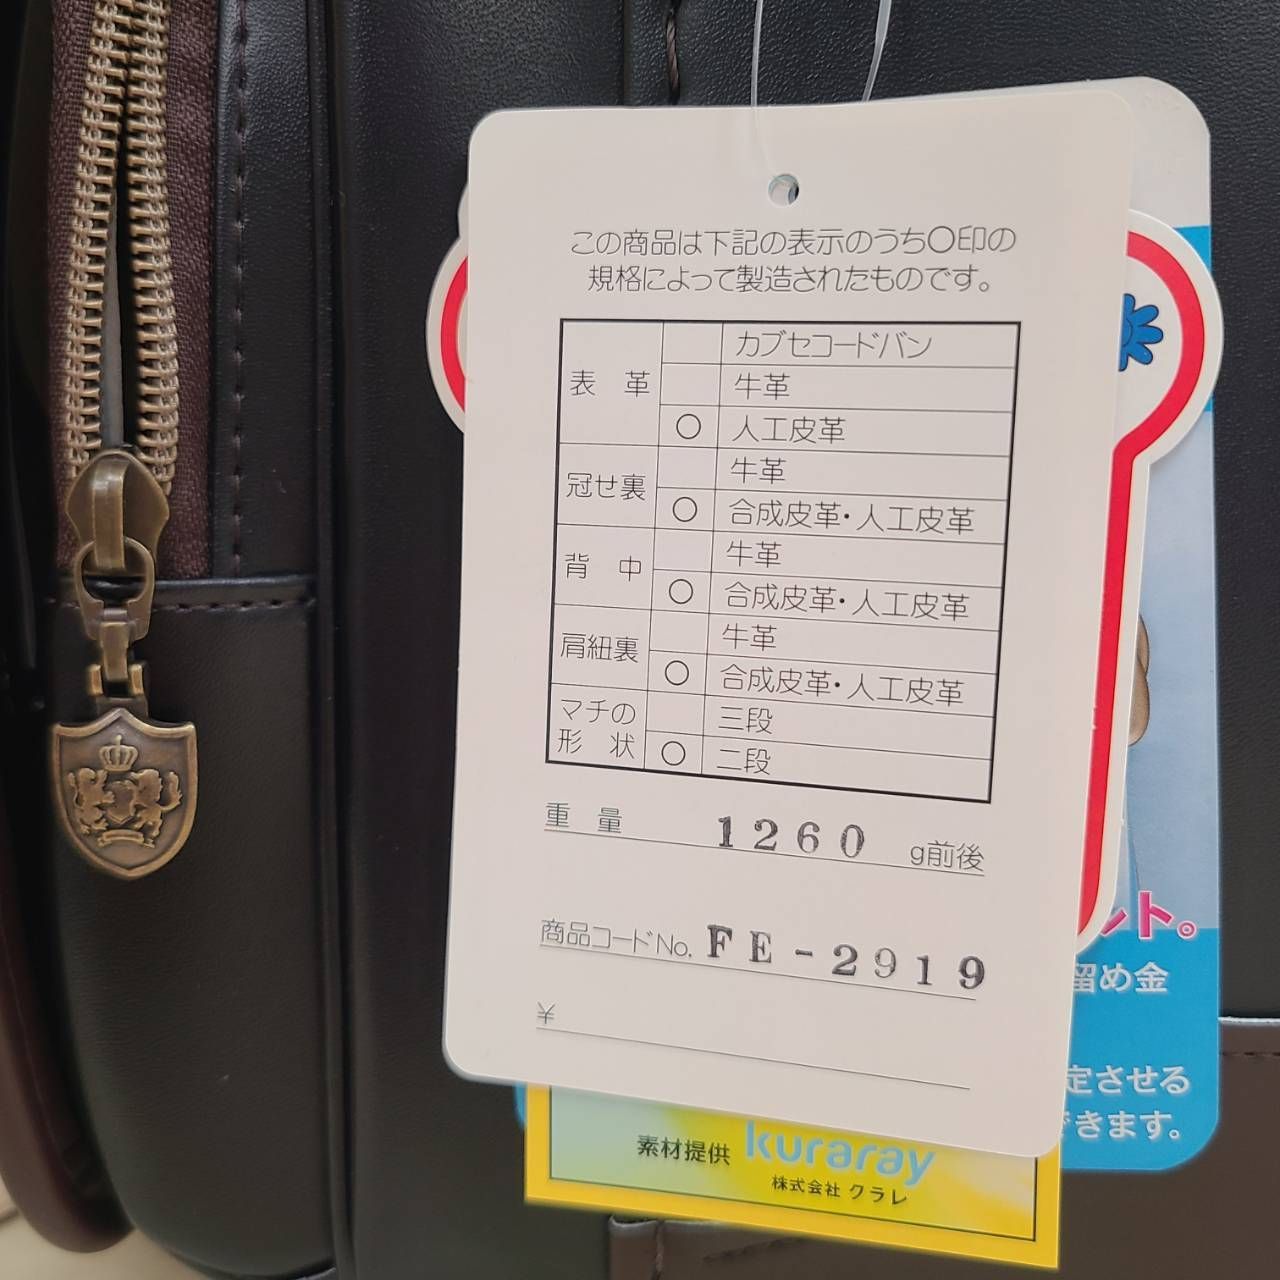 この商品は下記の表示のうち〇印の
規格によって製造されたものです。
表革
カブセコードバン
牛革
〇 人工皮革
冠せ裏
牛革
〇 合成皮革・人工皮革
背中
牛革
〇 合成皮革・人工皮革
肩紐裏
牛革
〇 合成皮革・人工皮革
マチの
形状
三段
〇 二段
重量 1260 g前後
商品コードNo. FE-2919
¥
ント。
留め金
定させる
できます。
素材提供 kuraray
株式会社クラレ